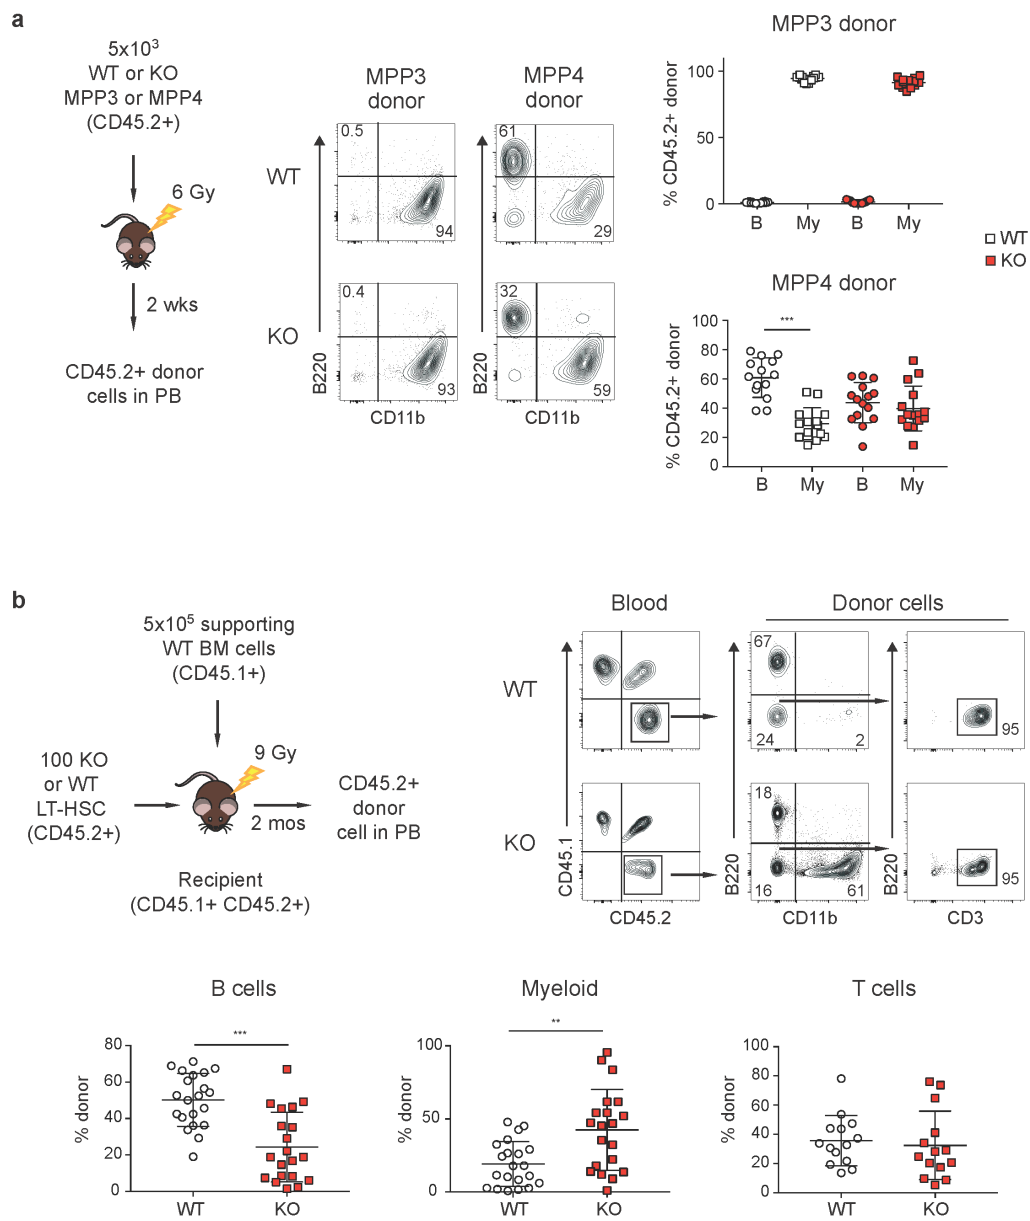 a
5x10³
WT or KO
MPP3 or MPP4
(CD45.2+)
6 Gy
2 wks
CD45.2+ donor
cells in PB
MPP3
donor
MPP4
donor
WT
0.5
94
61
29
KO
0.4
93
32
59
B220
B220
CD11b
CD11b
MPP3 donor
% CD45.2+ donor
100
50
0
B
My
B
My
WT
KO
MPP4 donor
% CD45.2+ donor
100
80
60
40
20
0
***
B
My
B
My
b
5x10⁵ supporting
WT BM cells
(CD45.1+)
100 KO
or WT
LT-HSC
(CD45.2+)
9 Gy
2 mos
CD45.2+
donor
cell in PB
Recipient
(CD45.1+ CD45.2+)
Blood
Donor cells
WT
67
24
2
95
KO
18
16
61
95
CD45.1
B220
B220
CD45.2
CD11b
CD3
B cells
% donor
80
60
40
20
0
***
WT
KO
Myeloid
% donor
100
50
0
**
WT
KO
T cells
% donor
100
80
60
40
20
0
WT
KO